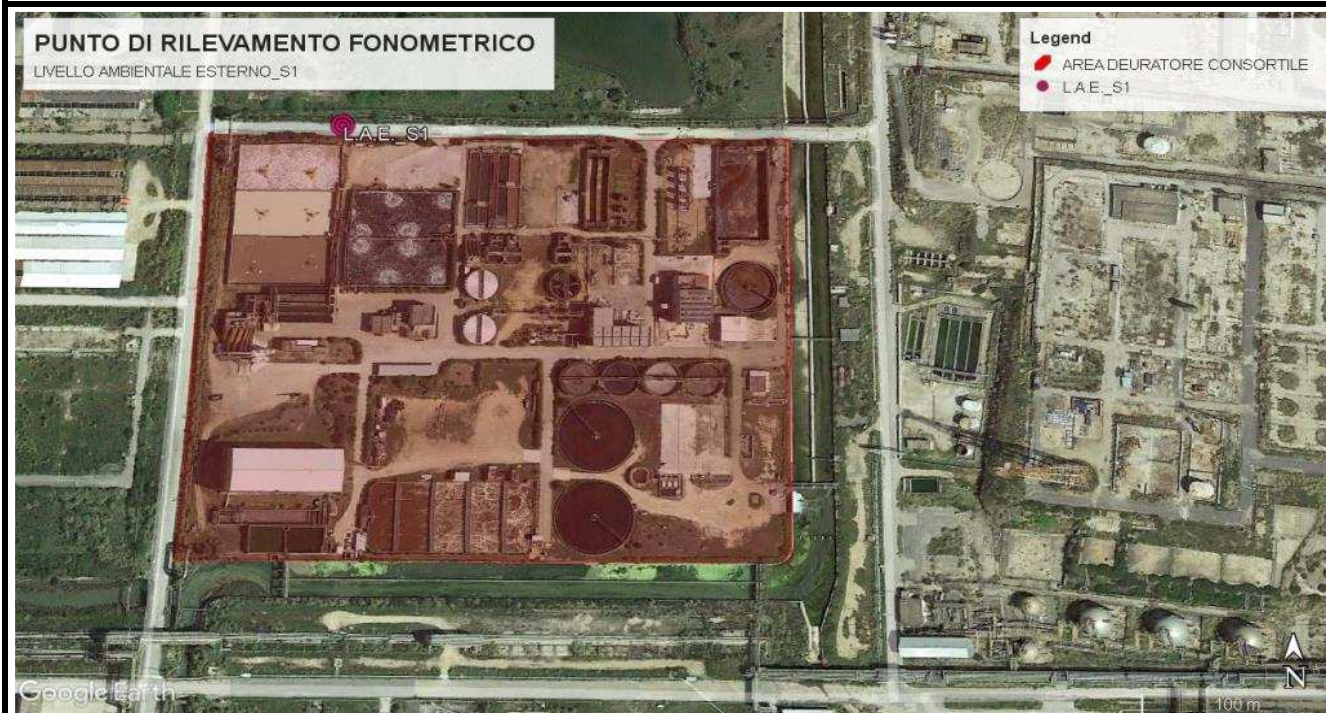 PUNTO DI RILEVAMENTO FONOMETRICO
LIVELLO AMBIENTALE ESTERNO_S1
Legend
AREA DEURATORE CONSORTILE
L.A.E._S1
L.A.E._S1
Google Earth
N
100 m